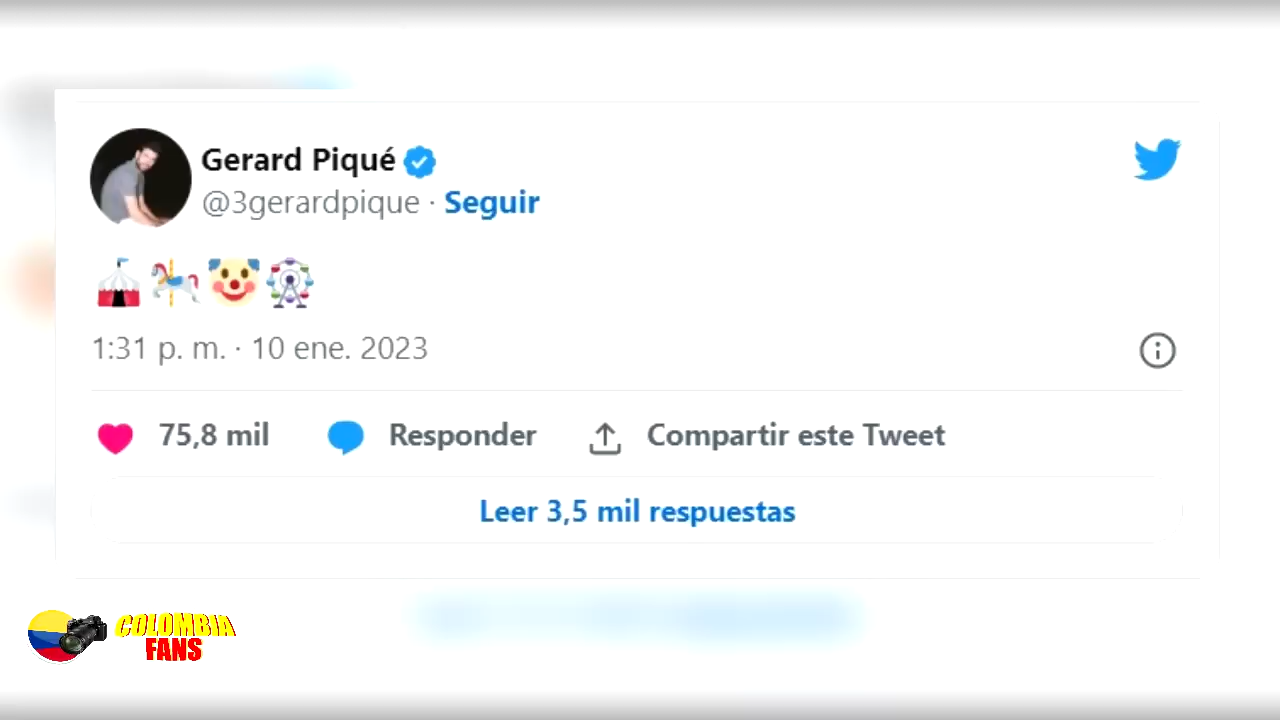 Gerard Piqué
@3gerardpique · Seguir
🎪🎠🤡🎡
1:31 p. m. · 10 ene. 2023
75,8 mil Responder Compartir este Tweet
Leer 3,5 mil respuestas
COLOMBIA
FANS